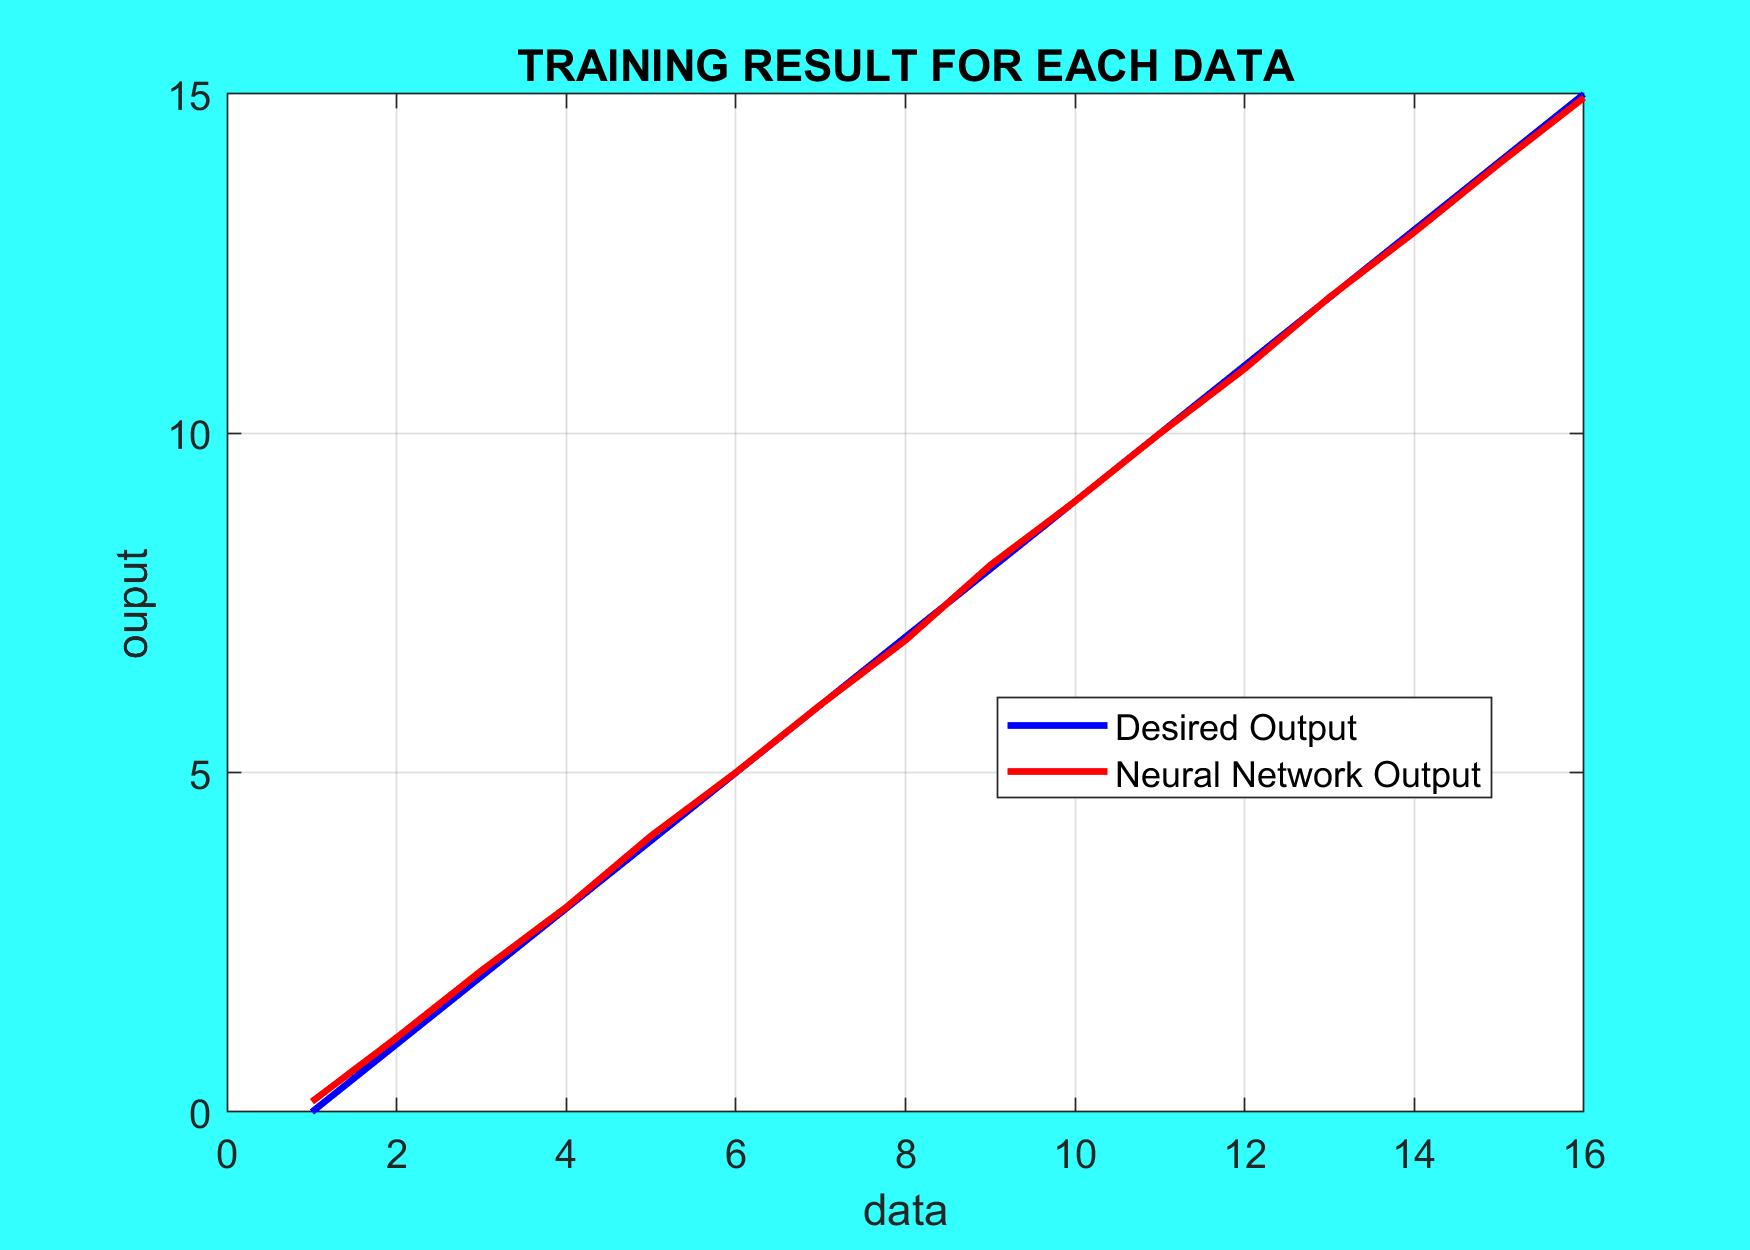 TRAINING RESULT FOR EACH DATA
15
10
5
0
ouput
Desired Output
Neural Network Output
0 2 4 6 8 10 12 14 16
data